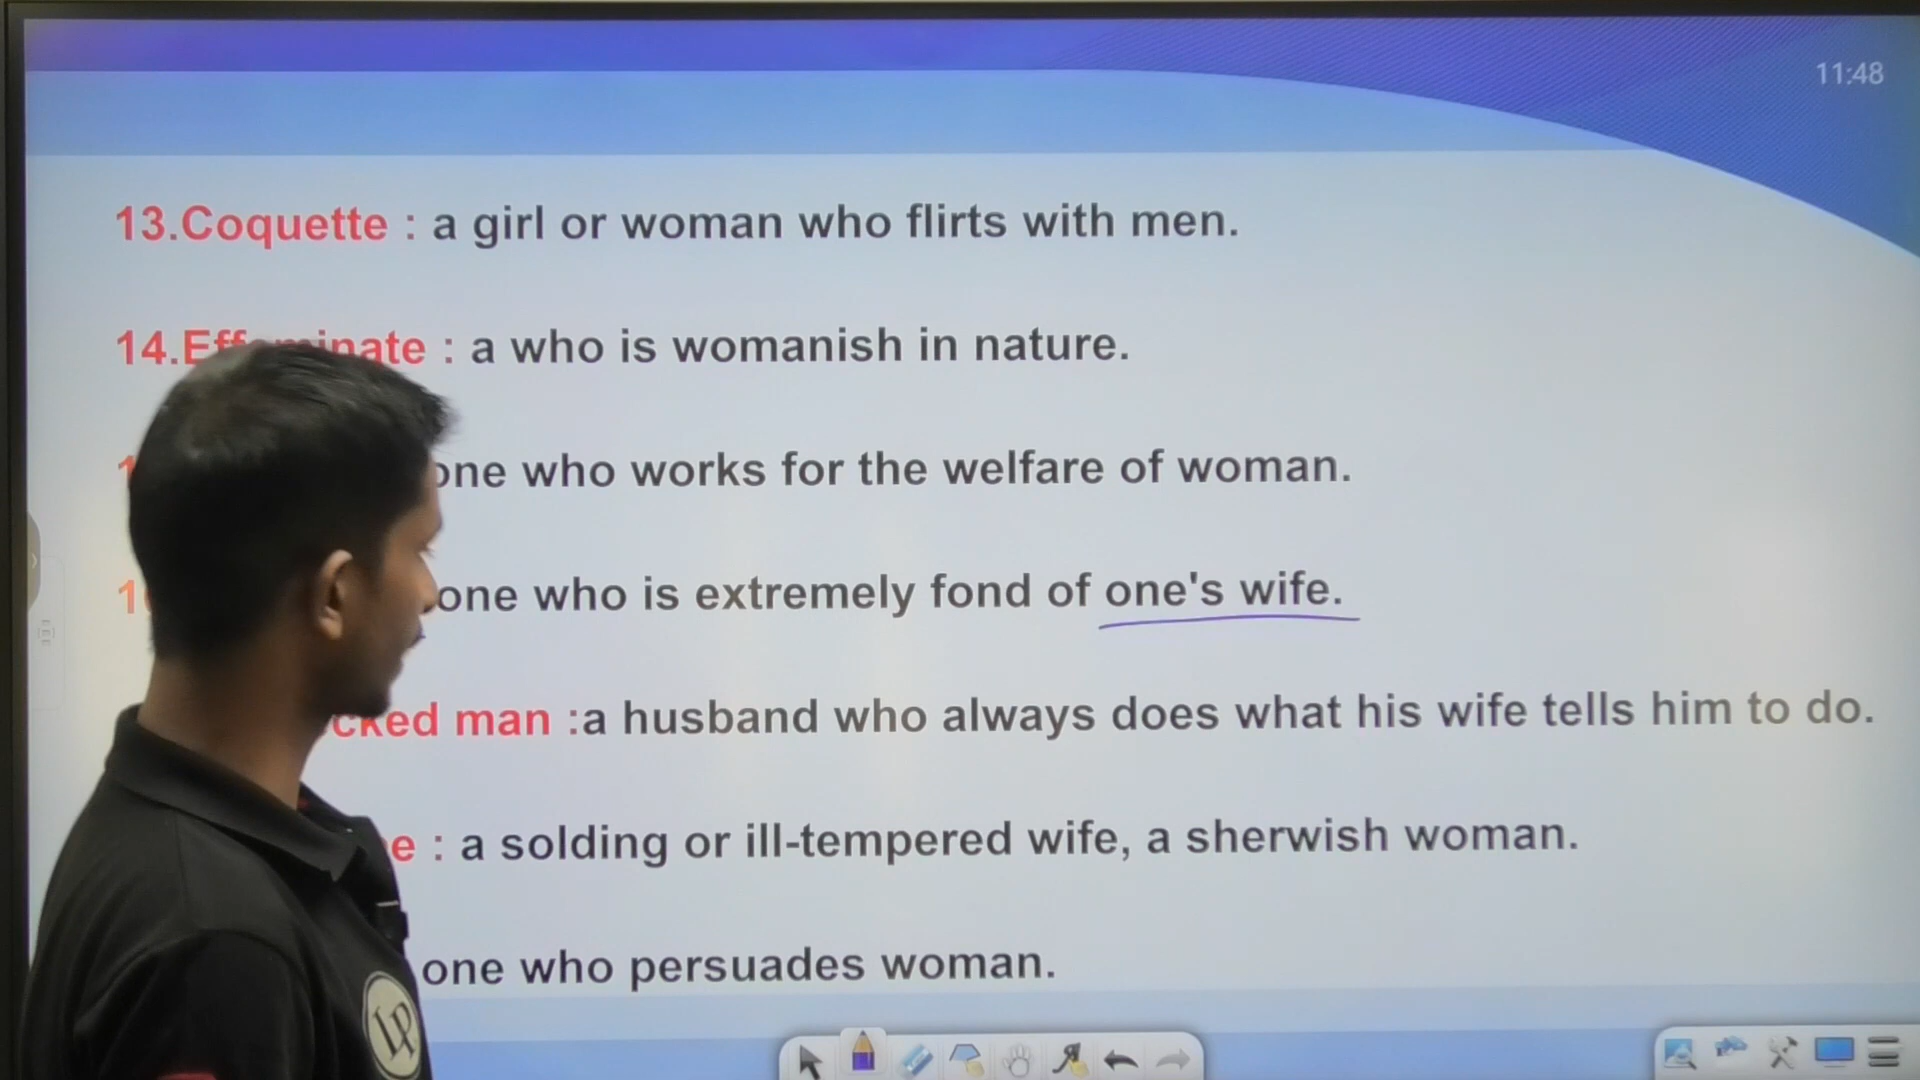 11:48
13.Coquette : a girl or woman who flirts with men.
14. : a who is womanish in nature.
one who works for the welfare of woman.
one who is extremely fond of one's wife.
man :a husband who always does what his wife tells him to do.
: a solding or ill-tempered wife, a sherwish woman.
one who persuades woman.
LP